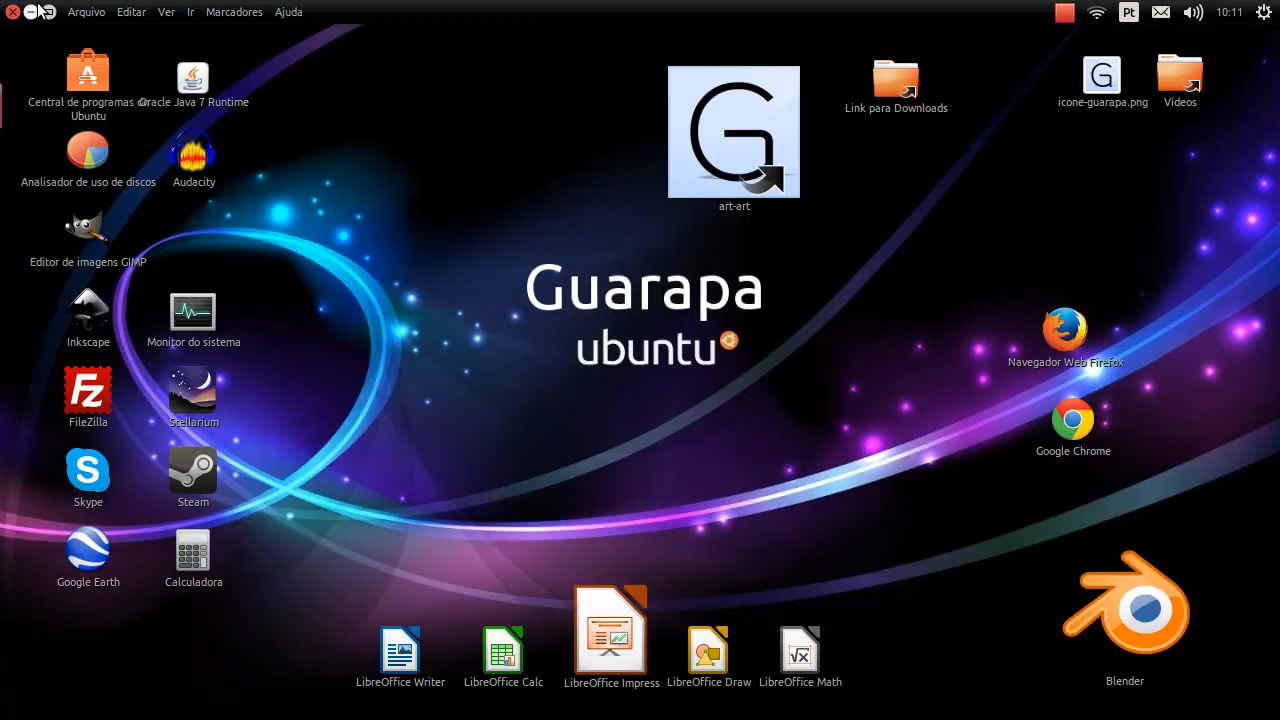 Arquivo Editar Ver Ir Marcadores Ajuda
Pt
10:11
Central de programas do
Ubuntu
Oracle Java 7 Runtime
G
art-art
Link para Downloads
G
icone-guarapa.png
Vídeos
Analisador de uso de discos
Audacity
Editor de imagens GIMP
Guarapa
ubuntu
Inkscape
Monitor do sistema
Navegador Web Firefox
Fz
FileZilla
Stellarium
Google Chrome
S
Skype
Steam
Google Earth
Calculadora
LibreOffice Writer
LibreOffice Calc
LibreOffice Impress
LibreOffice Draw
√x
LibreOffice Math
Blender